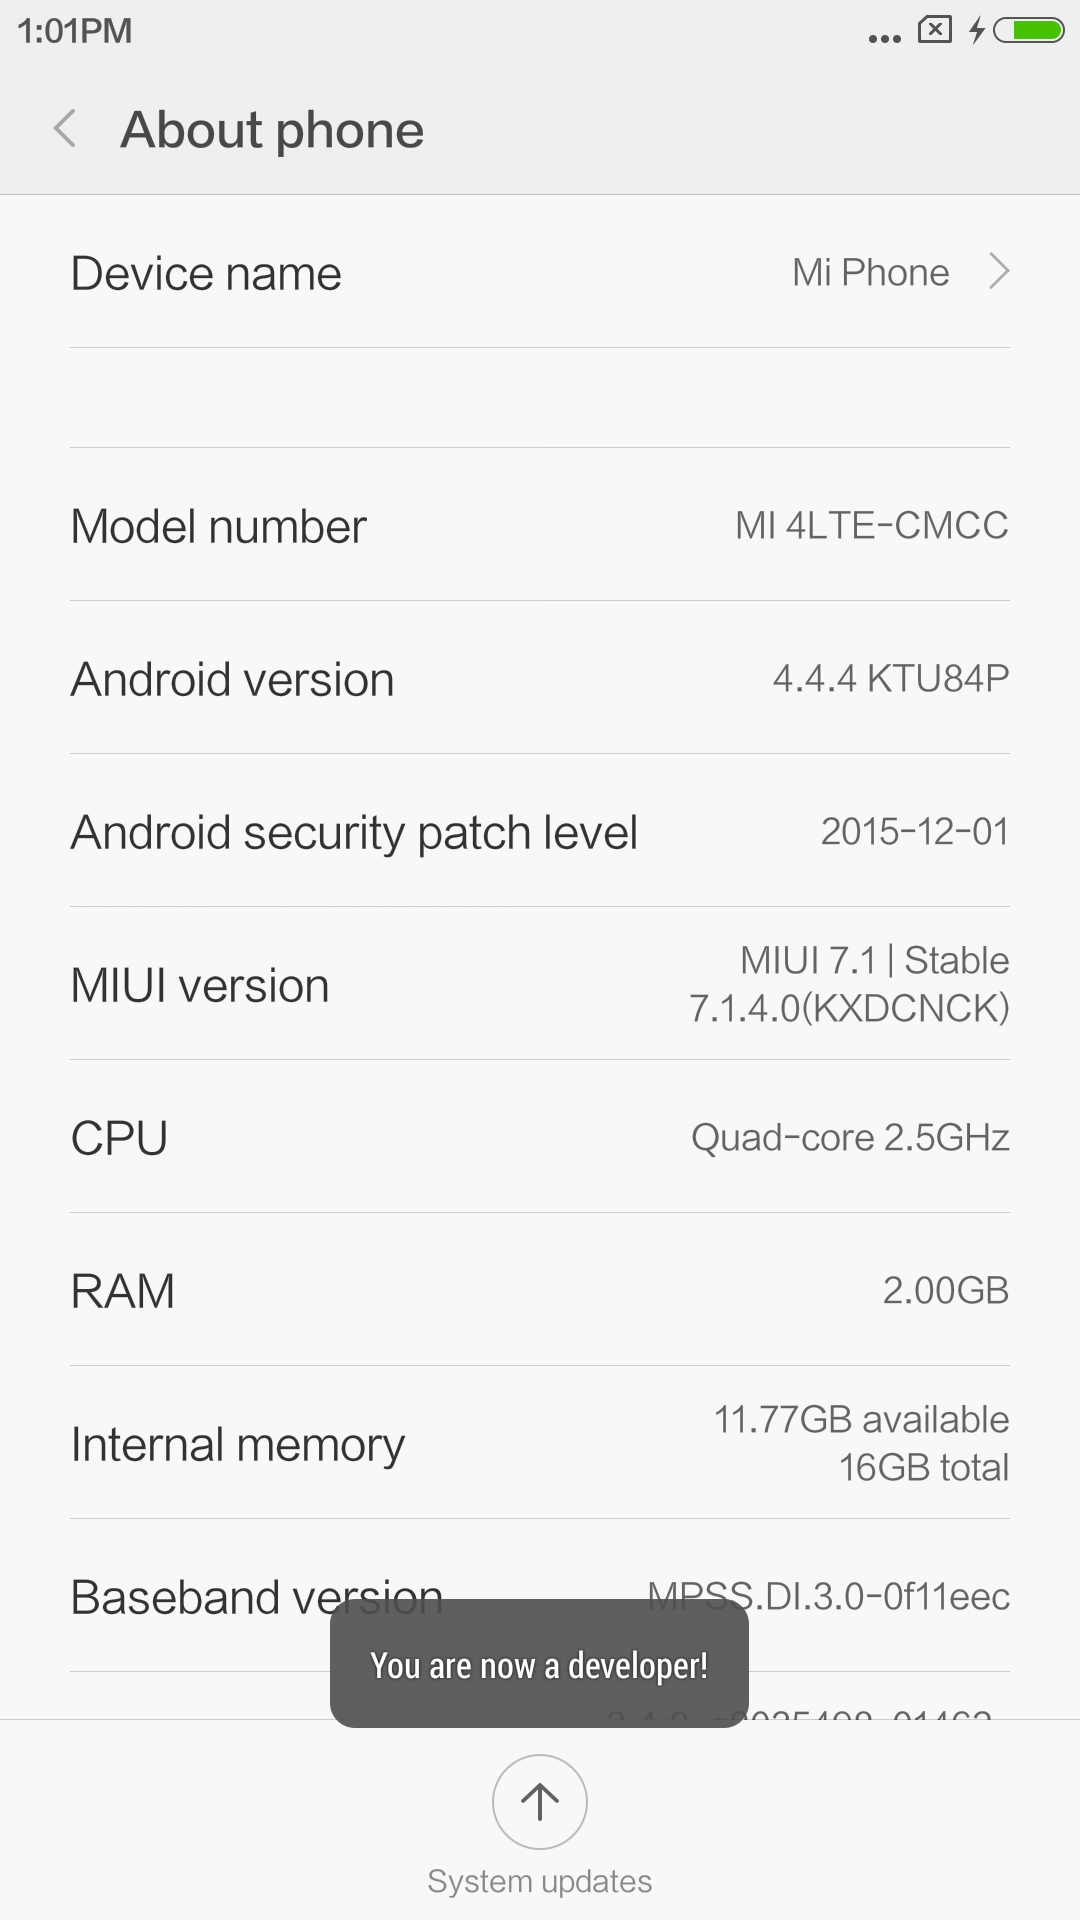 1:01PM
About phone
Device name
Mi Phone
Model number
MI 4LTE-CMCC
Android version
4.4.4 KTU84P
Android security patch level
2015-12-01
MIUI version
MIUI 7.1 | Stable
7.1.4.0(KXDCNCK)
CPU
Quad-core 2.5GHz
RAM
2.00GB
Internal memory
11.77GB available
16GB total
Baseband version
MPSS.DI.3.0-0f11eec
You are now a developer!
System updates